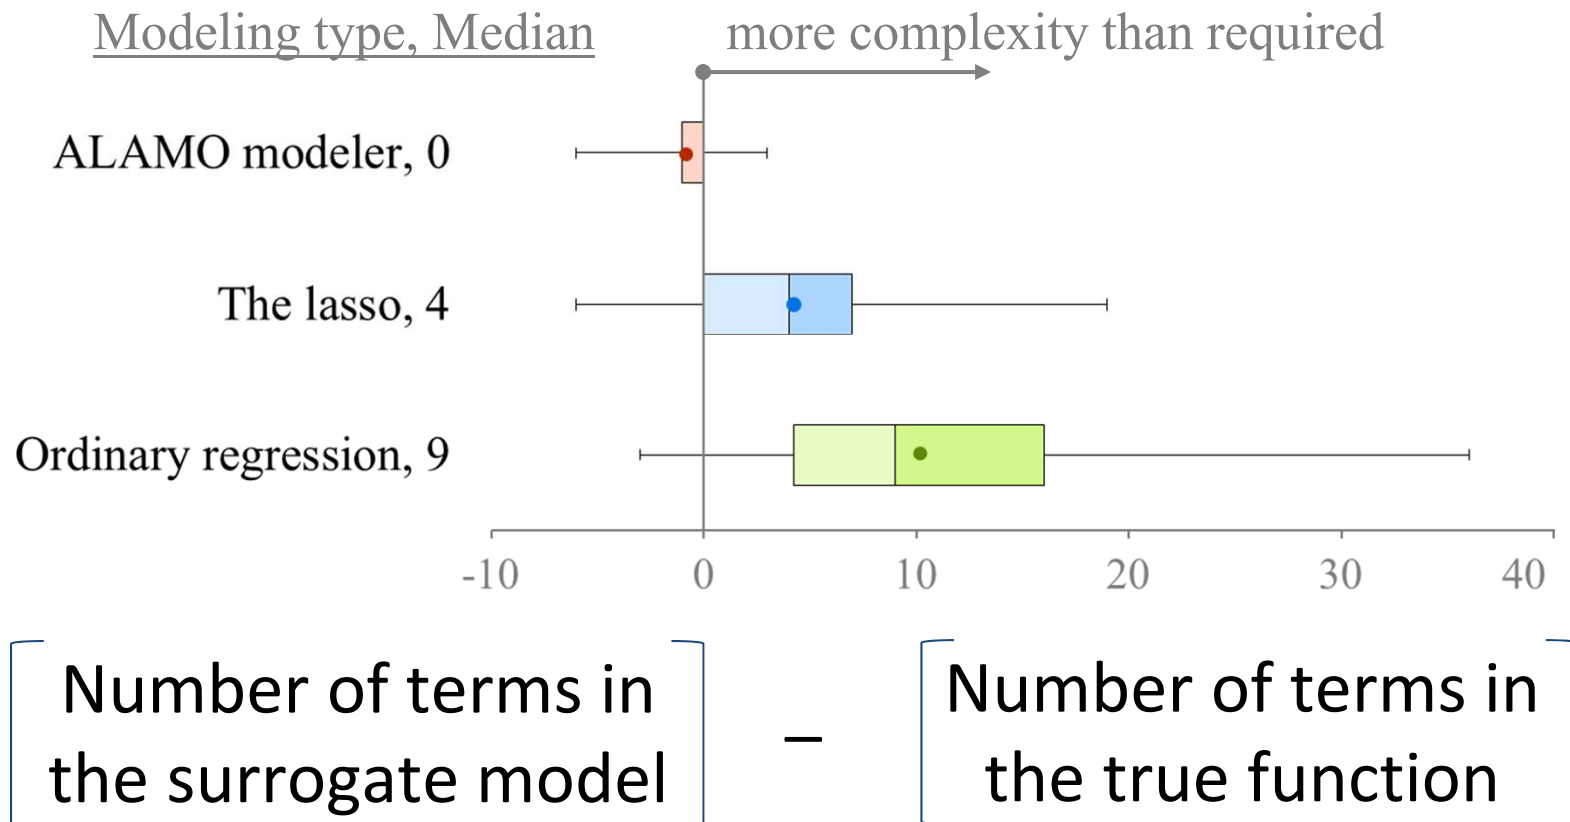 Modeling type, Median
more complexity than required
ALAMO modeler, 0
The lasso, 4
Ordinary regression, 9
-10 0 10 20 30 40
Number of terms in
the surrogate model
–
Number of terms in
the true function